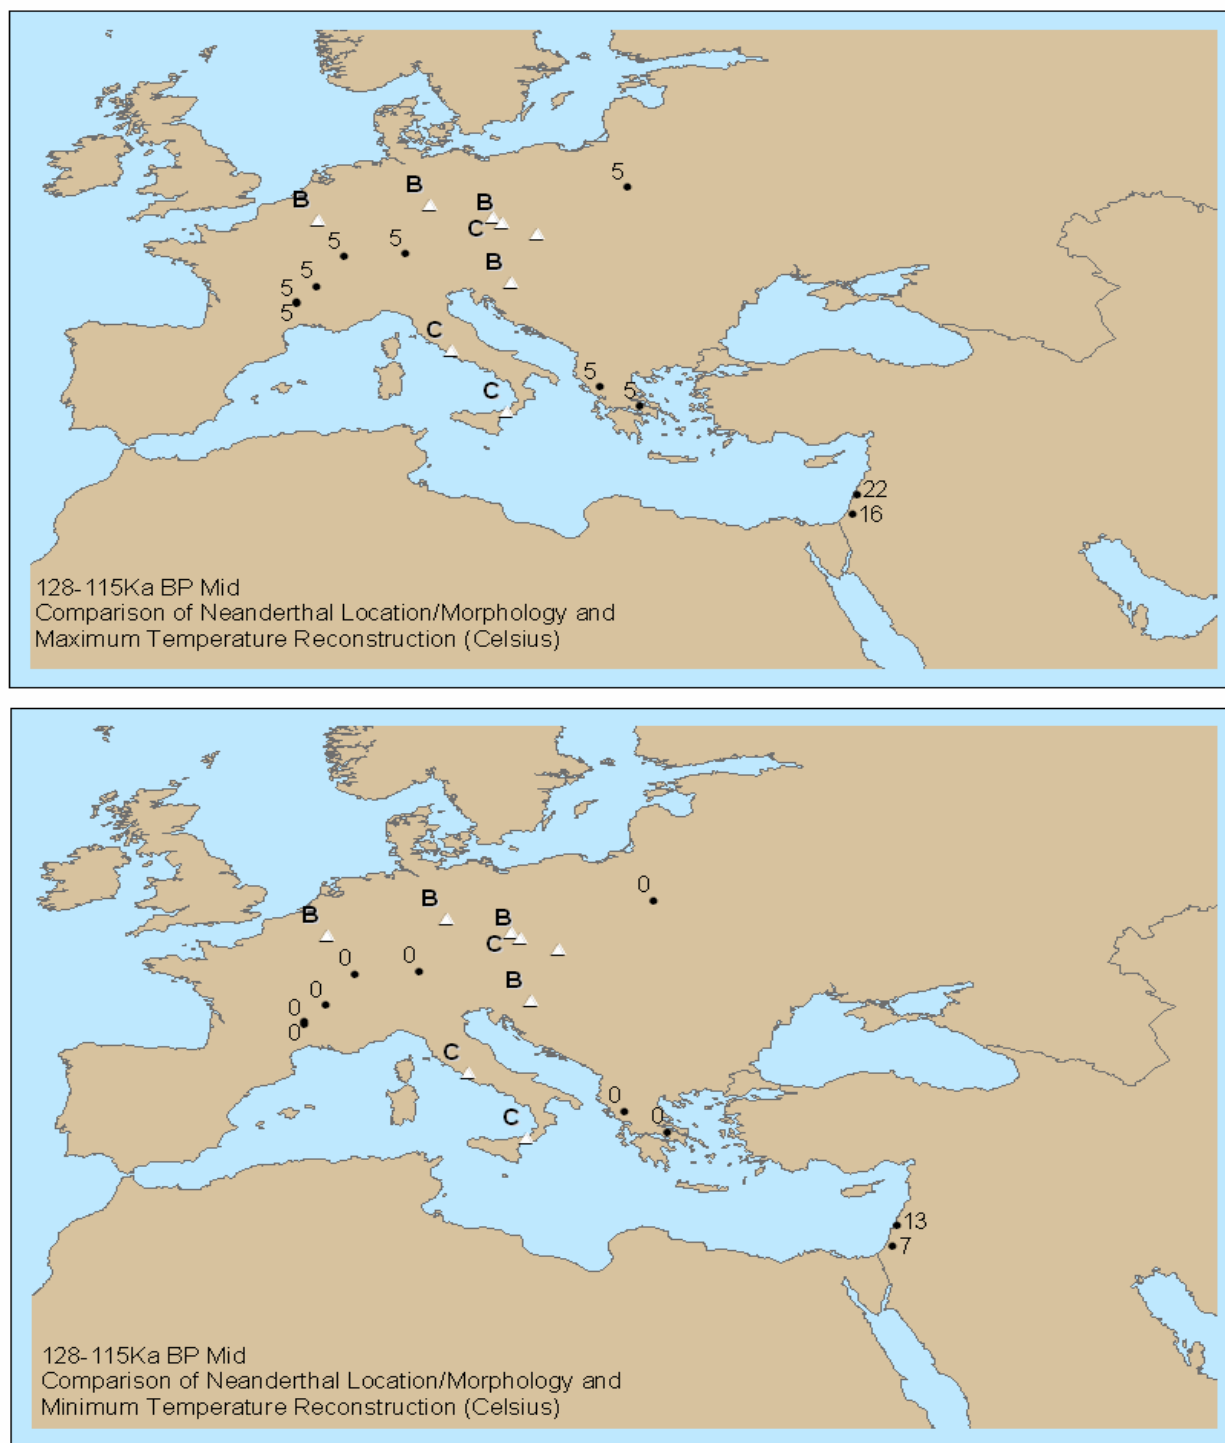 5
B
B
B
C
5
5
B
5
5
5
C
5
5
C
22
16
128-115Ka BP Mid
Comparison of Neanderthal Location/Morphology and
Maximum Temperature Reconstruction (Celsius)
0
B
B
B
C
0
0
B
0
0
0
C
0
0
C
13
7
128-115Ka BP Mid
Comparison of Neanderthal Location/Morphology and
Minimum Temperature Reconstruction (Celsius)